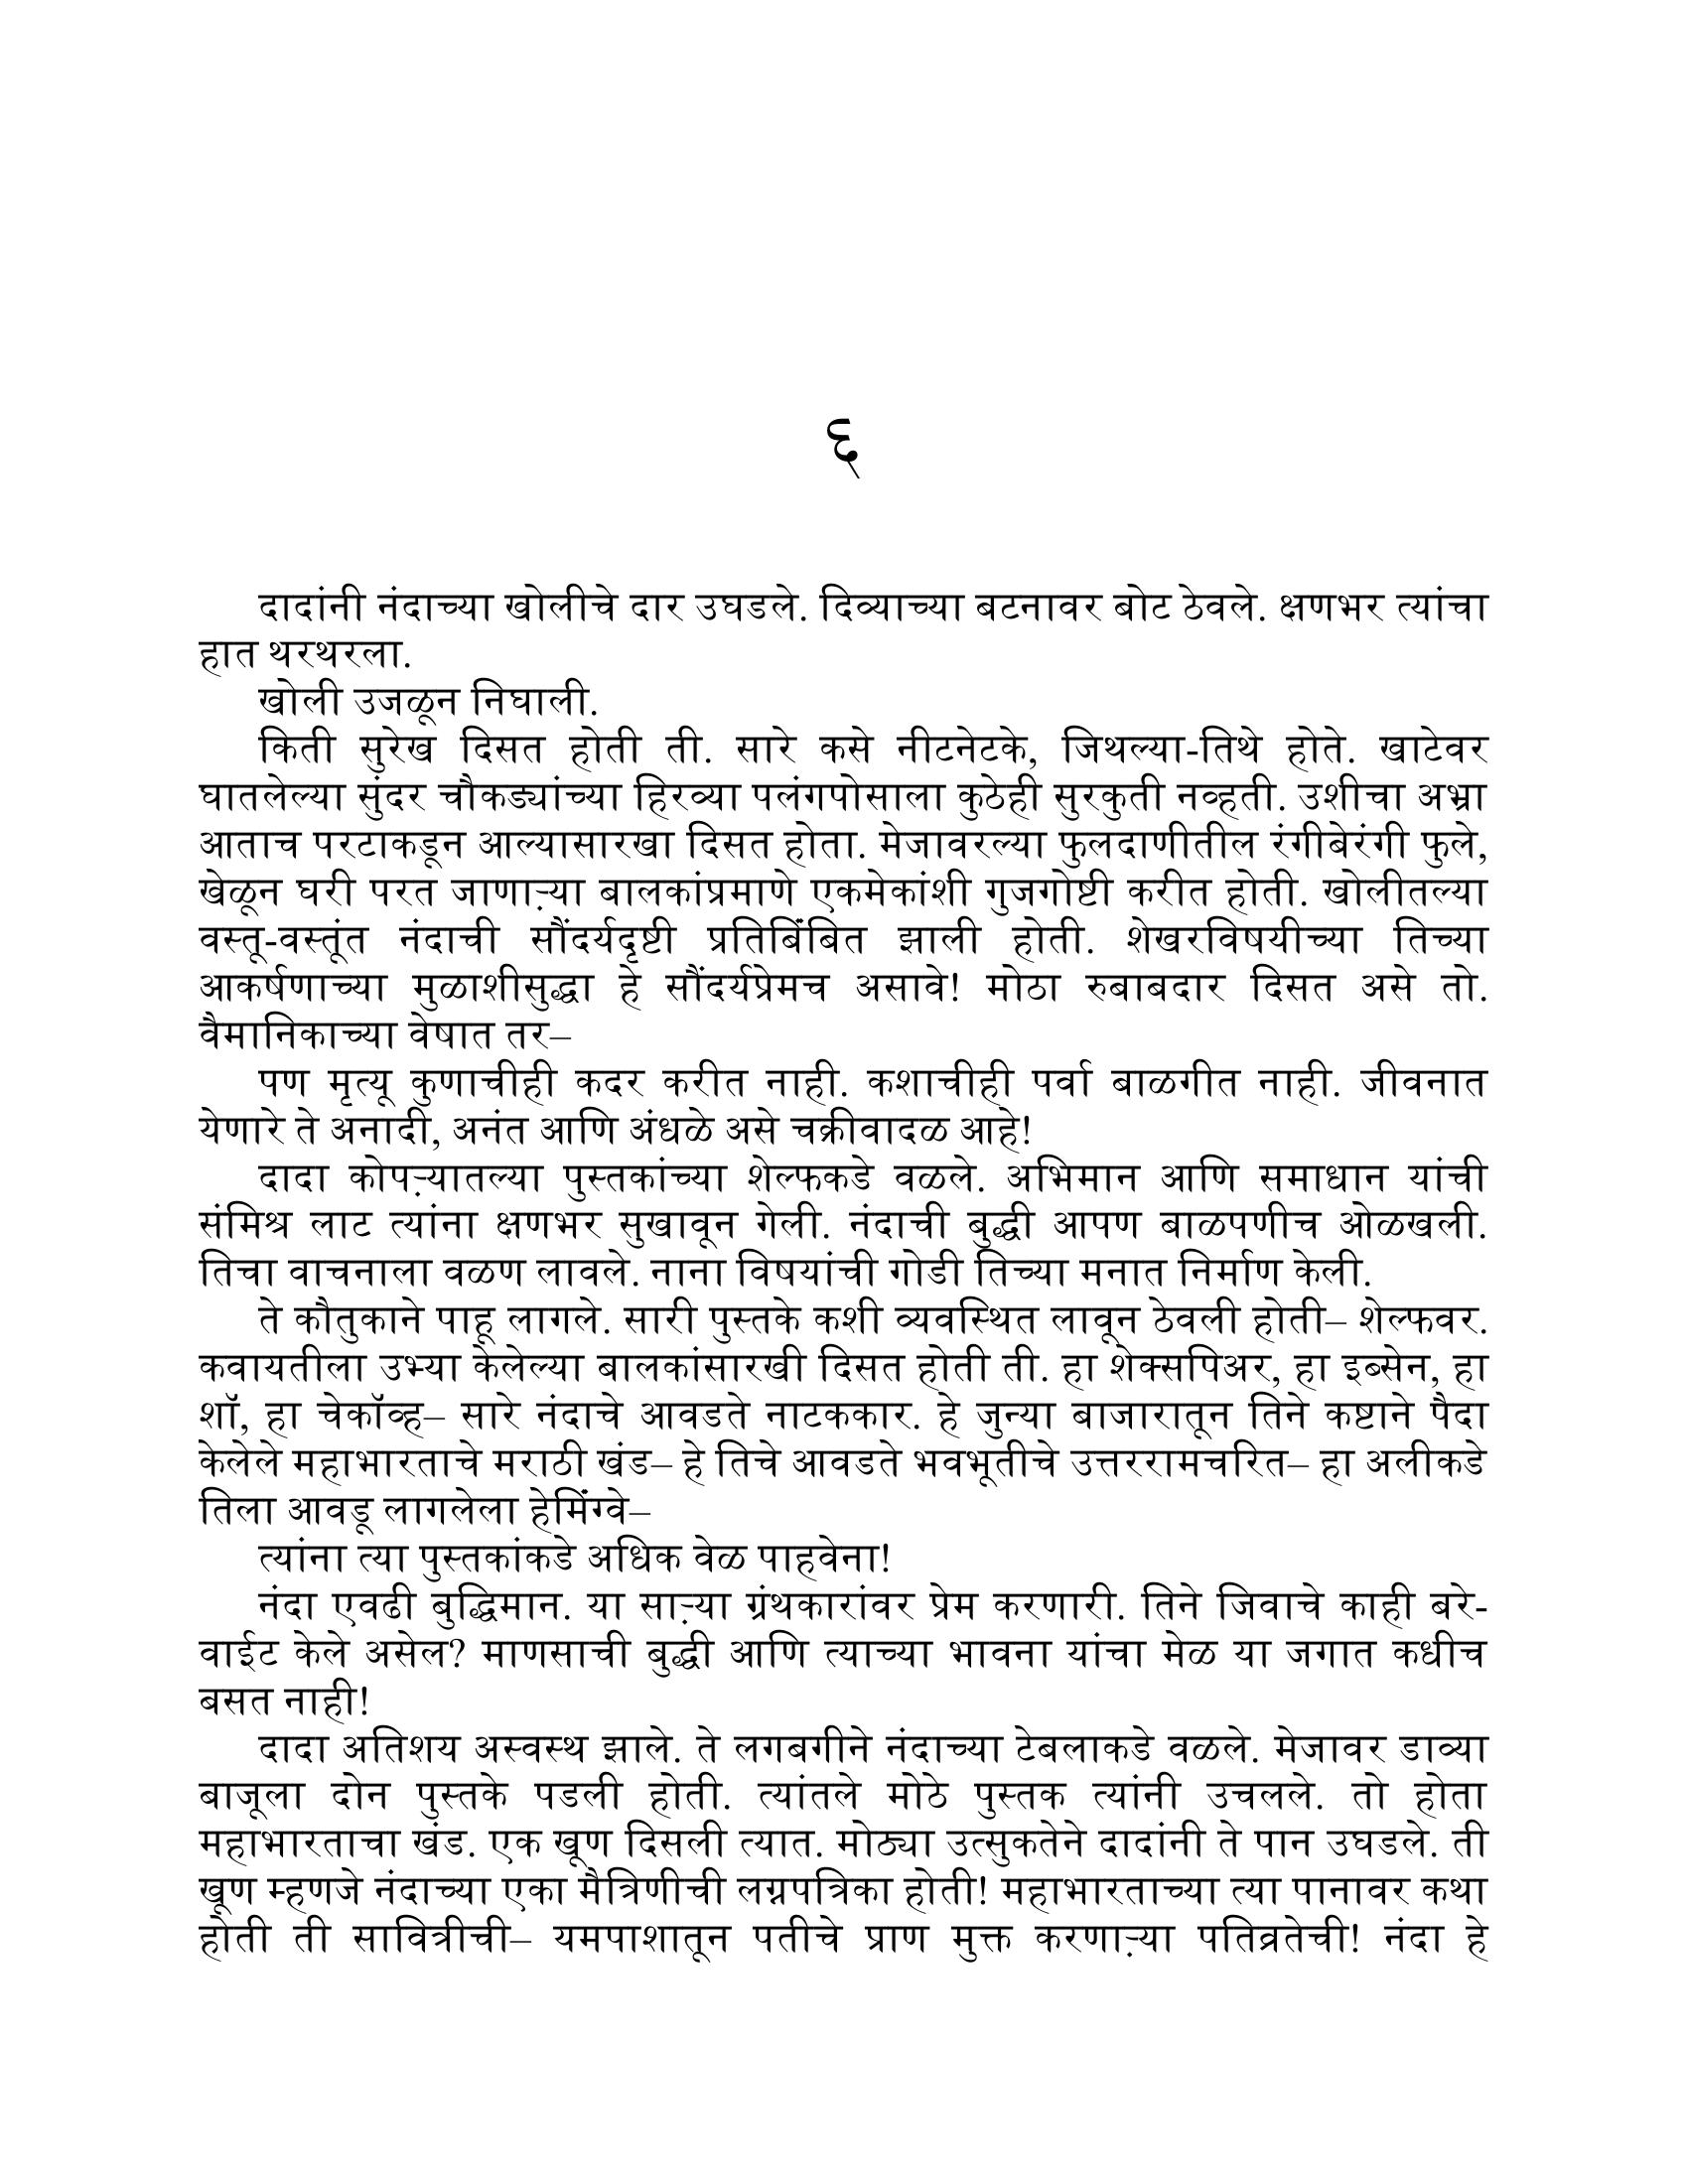 ६
दादांनी नंदाच्या खोलीचे दार उघडले. दिव्याच्या बटनावर बोट ठेवले. क्षणभर त्यांचा
हात थरथरला.
खोली उजळून निघाली.
किती सुरेख दिसत होती ती. सारे कसे नीटनेटके, जिथल्या-तिथे होते. खाटेवर
घातलेल्या सुंदर चौकड्यांच्या हिरव्या पलंगपोसाला कुठेही सुरकुती नव्हती. उशीचा अभ्रा
आताच परटाकडून आल्यासारखा दिसत होता. मेजावरल्या फुलदाणीतील रंगीबेरंगी फुले,
खेळून घरी परत जाणाऱ्या बालकांप्रमाणे एकमेकांशी गुजगोष्टी करीत होती. खोलीतल्या
वस्तू-वस्तूंत नंदाची सौंदर्यदृष्टी प्रतिबिंबित झाली होती. शेखरविषयीच्या तिच्या
आकर्षणाच्या मुळाशीसुद्धा हे सौंदर्यप्रेमच असावे! मोठा रुबाबदार दिसत असे तो.
वैमानिकाच्या वेषात तर–
पण मृत्यू कुणाचीही कदर करीत नाही. कशाचीही पर्वा बाळगीत नाही. जीवनात
येणारे ते अनादी, अनंत आणि अंधळे असे चक्रीवादळ आहे!
दादा कोपऱ्यातल्या पुस्तकांच्या शेल्फकडे वळले. अभिमान आणि समाधान यांची
संमिश्र लाट त्यांना क्षणभर सुखावून गेली. नंदाची बुद्धी आपण बाळपणीच ओळखली.
तिचा वाचनाला वळण लावले. नाना विषयांची गोडी तिच्या मनात निर्माण केली.
ते कौतुकाने पाहू लागले. सारी पुस्तके कशी व्यवस्थित लावून ठेवली होती– शेल्फवर.
कवायतीला उभ्या केलेल्या बालकांसारखी दिसत होती ती. हा शेक्सपिअर, हा इब्सेन, हा
शॉ, हा चेकॉव्ह– सारे नंदाचे आवडते नाटककार. हे जुन्या बाजारातून तिने कष्टाने पैदा
केलेले महाभारताचे मराठी खंड– हे तिचे आवडते भवभूतीचे उत्तररामचरित– हा अलीकडे
तिला आवडू लागलेला हेमिंग्वे–
त्यांना त्या पुस्तकांकडे अधिक वेळ पाहवेना!
नंदा एवढी बुद्धिमान. या साऱ्या ग्रंथकारांवर प्रेम करणारी. तिने जिवाचे काही बरे-
वाईट केले असेल? माणसाची बुद्धी आणि त्याच्या भावना यांचा मेळ या जगात कधीच
बसत नाही!
दादा अतिशय अस्वस्थ झाले. ते लगबगीने नंदाच्या टेबलाकडे वळले. मेजावर डाव्या
बाजूला दोन पुस्तके पडली होती. त्यांतले मोठे पुस्तक त्यांनी उचलले. तो होता
महाभारताचा खंड. एक खूण दिसली त्यात. मोठ्या उत्सुकतेने दादांनी ते पान उघडले. ती
खूण म्हणजे नंदाच्या एका मैत्रिणीची लग्नपत्रिका होती! महाभारताच्या त्या पानावर कथा
होती ती सावित्रीची– यमपाशातून पतीचे प्राण मुक्त करणाऱ्या पतिव्रतेची! नंदा हे